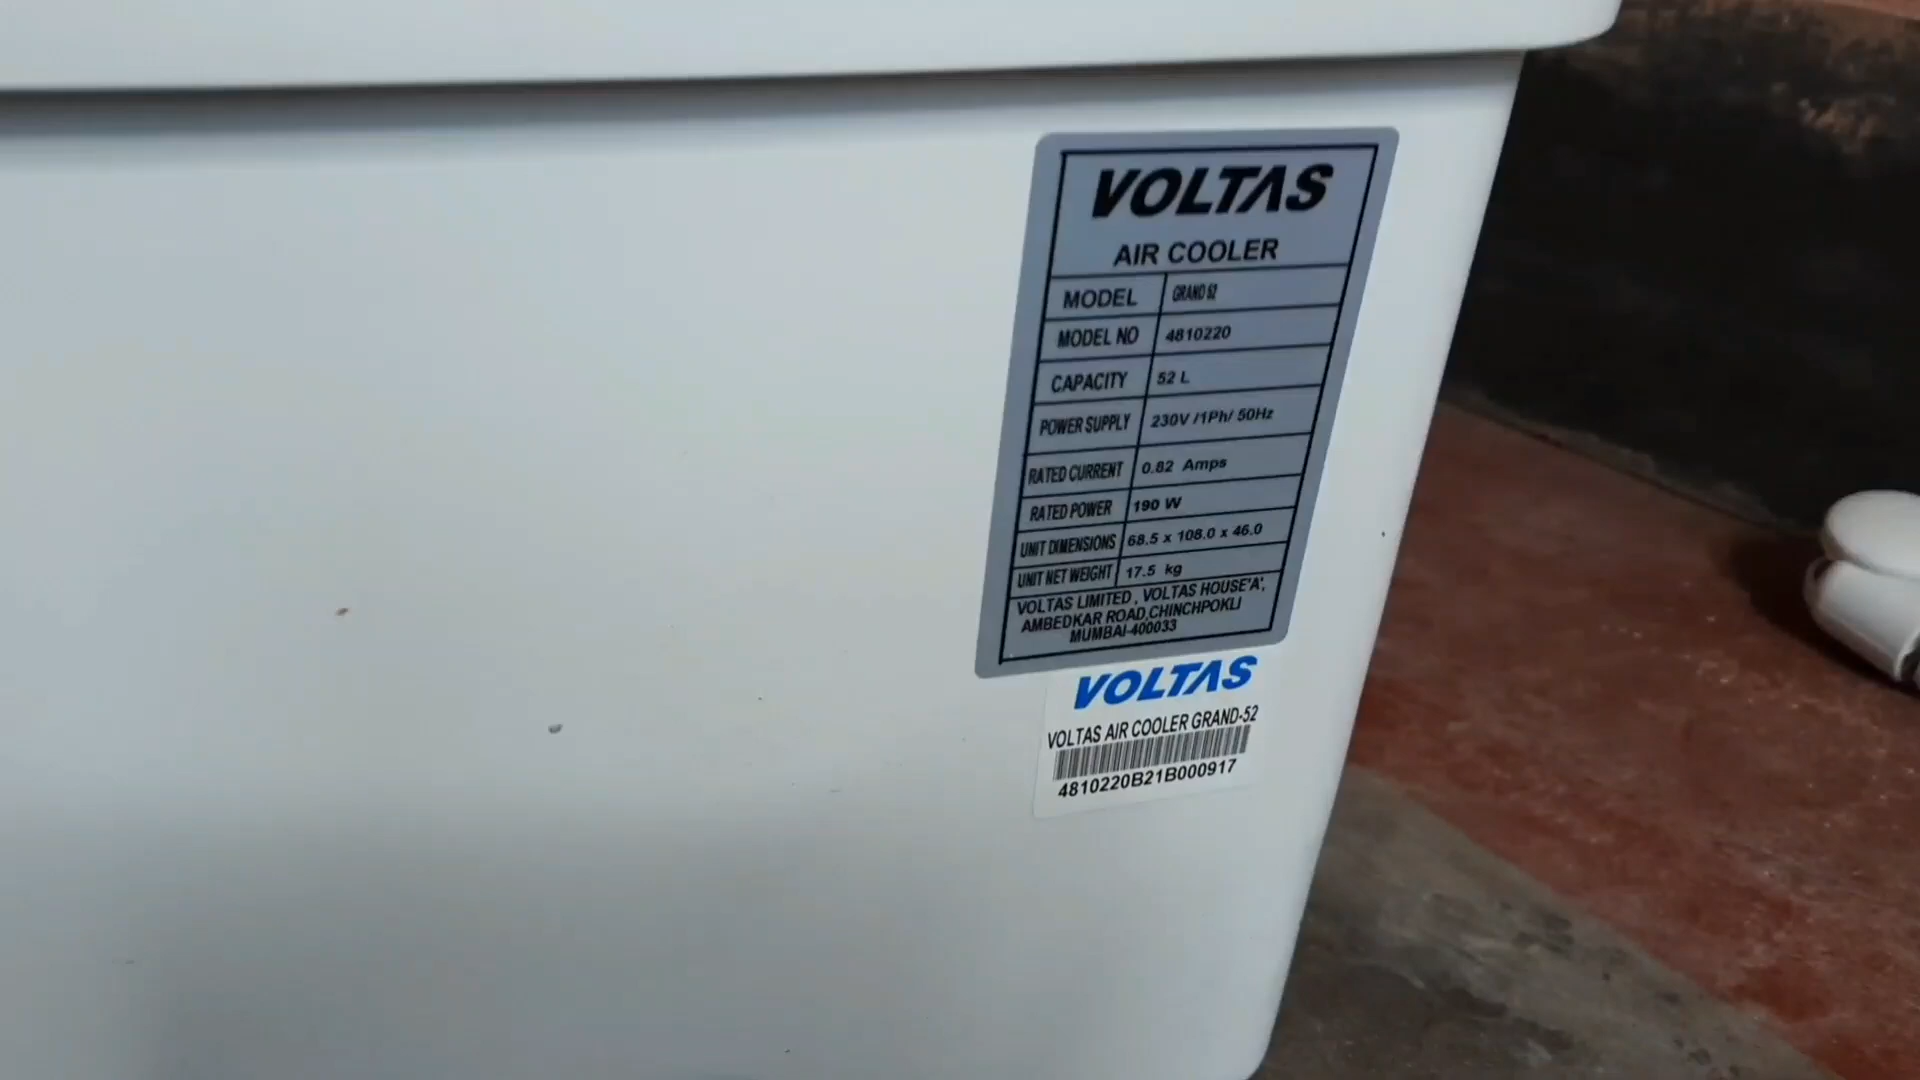 VOLTAS
AIR COOLER
MODEL GRAND 52
MODEL NO 4810220
CAPACITY 52 L
POWER SUPPLY 230V /1Ph/ 50Hz
RATED CURRENT 0.82 Amps
RATED POWER 190 W
UNIT DIMENSIONS 68.5 x 108.0 x 46.0
UNIT NET WEIGHT 17.5 kg
VOLTAS LIMITED , VOLTAS HOUSE'A',
AMBEDKAR ROAD,CHINCHPOKLI
MUMBAI-400033
VOLTAS
VOLTAS AIR COOLER GRAND-52
4810220B21B000917